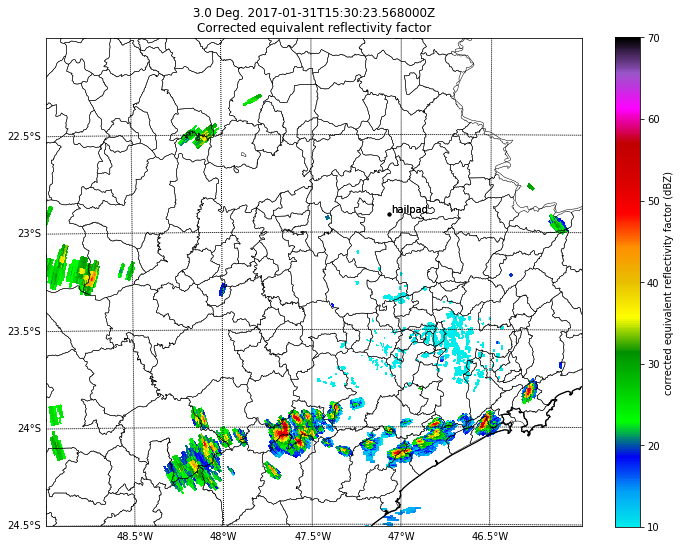 3.0 Deg. 2017-01-31T15:30:23.568000Z
Corrected equivalent reflectivity factor
70
60
50
40
30
20
10
corrected equivalent reflectivity factor (dBZ)
22.5°S
23°S
23.5°S
24°S
24.5°S
hailpad
48.5°W
48°W
47.5°W
47°W
46.5°W